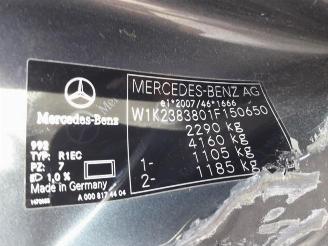 Mercedes-Benz
992
TYP: R1EC
PZ: 7
1,0 %
Made in Germany
A 000 817 44 04
MERCEDES-BENZ AG
e1*2007/46*1666
W1K2383801F150650
2290 kg
4160 kg
1- 1105 kg
2- 1185 kg